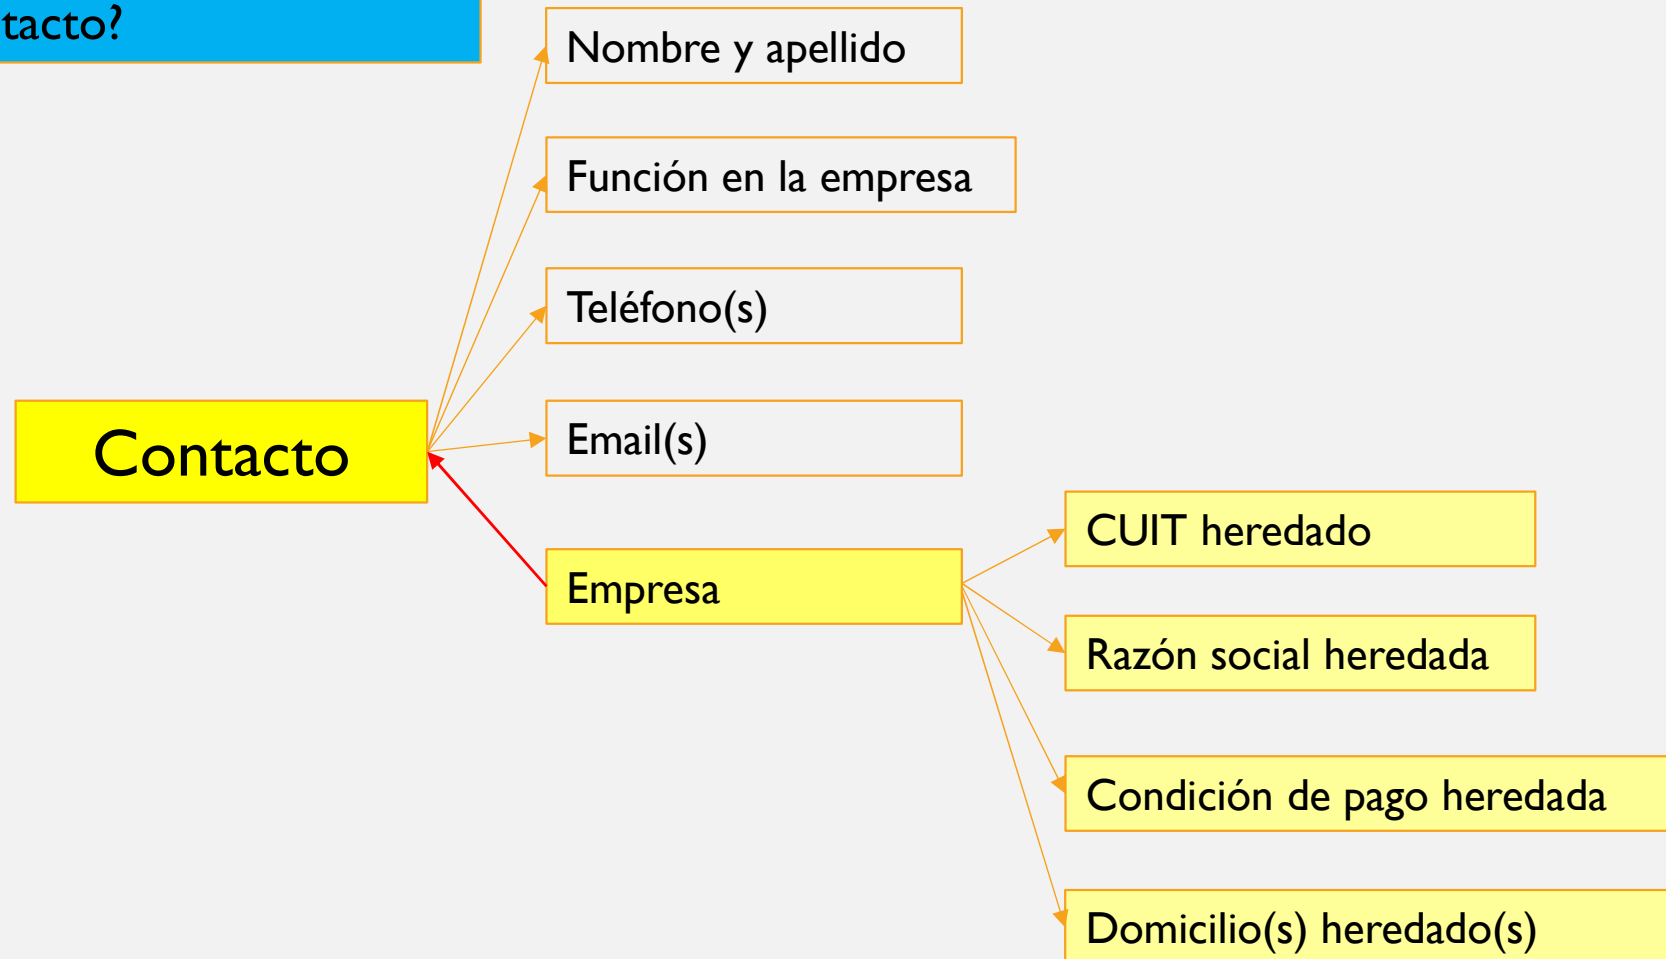 tacto?
Nombre y apellido
Función en la empresa
Teléfono(s)
Email(s)
Contacto
Empresa
CUIT heredado
Razón social heredada
Condición de pago heredada
Domicilio(s) heredado(s)